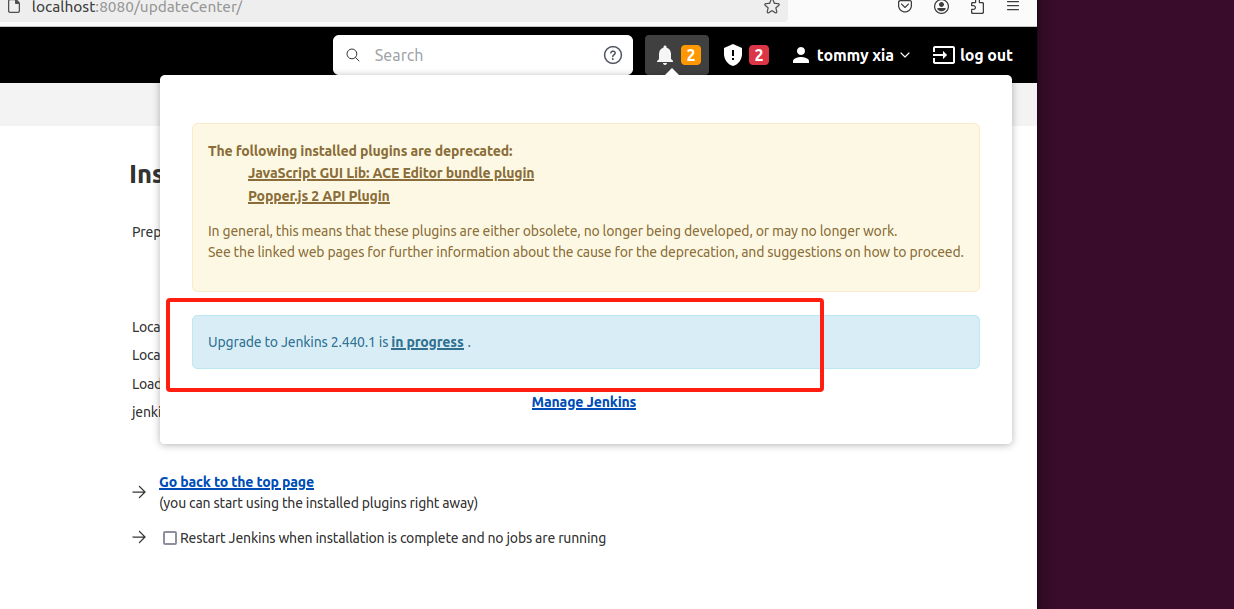 localhost:8080/updateCenter/
Search
2
2
tommy xia
log out
The following installed plugins are deprecated:
JavaScript GUI Lib: ACE Editor bundle plugin
Popper.js 2 API Plugin
In general, this means that these plugins are either obsolete, no longer being developed, or may no longer work.
See the linked web pages for further information about the cause for the deprecation, and suggestions on how to proceed.
Ins
Prep
Loca
Upgrade to Jenkins 2.440.1 is in progress .
Loca
Load
Manage Jenkins
jenki
Go back to the top page
(you can start using the installed plugins right away)
Restart Jenkins when installation is complete and no jobs are running